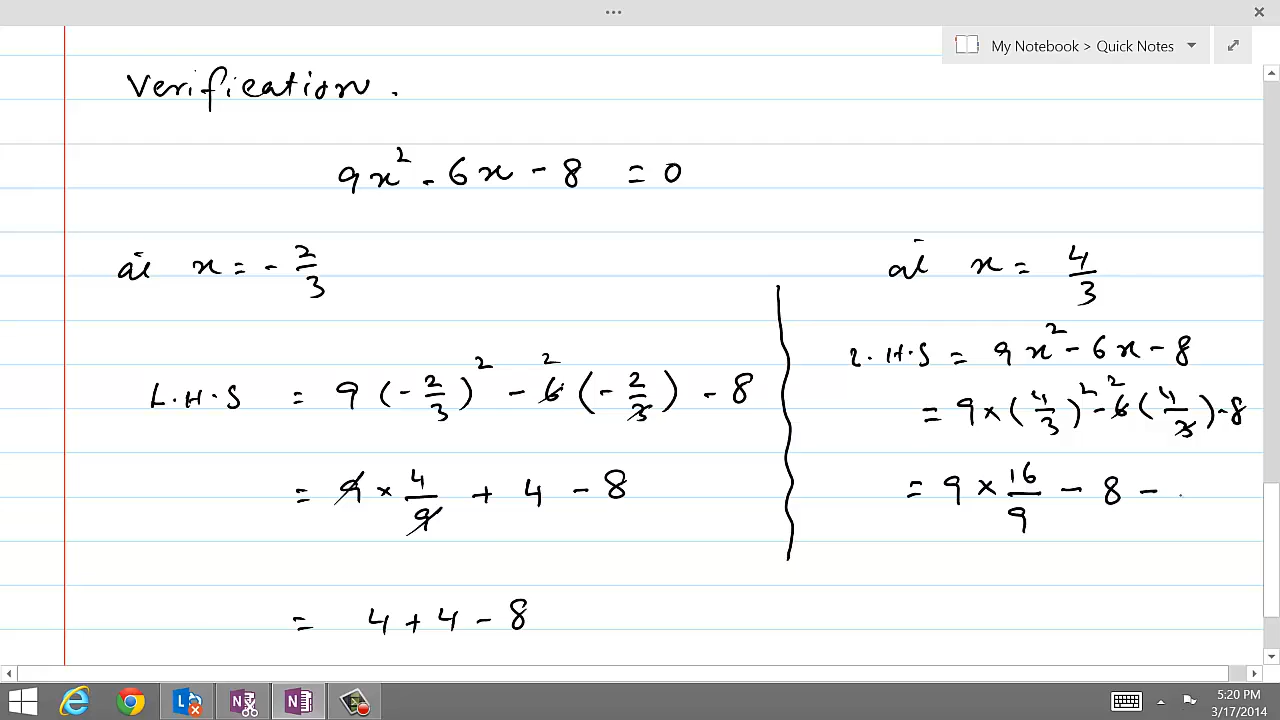 ...
My Notebook > Quick Notes
Verification.
9x² - 6x - 8 = 0
at x = - 2/3
L.H.S = 9 (- 2/3)² - 6 2 (- 2/3) - 8
= 9 × 4/9 + 4 - 8
= 4 + 4 - 8
at x = 4/3
L.H.S = 9x² - 6x - 8
= 9 × (4/3)² - 6 2 (4/3) - 8
= 9 × 16/9 - 8 -
5:20 PM
3/17/2014